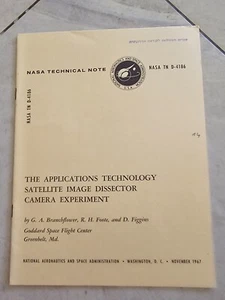 NASA TECHNICAL NOTE
NASA TN D-4186
NASA TN D-4186
THE APPLICATIONS TECHNOLOGY
SATELLITE IMAGE DISSECTOR
CAMERA EXPERIMENT
by G. A. Branchflower, R. H. Foote, and D. Figgins
Goddard Space Flight Center
Greenbelt, Md.
NATIONAL AERONAUTICS AND SPACE ADMINISTRATION • WASHINGTON, D. C. • NOVEMBER 1967